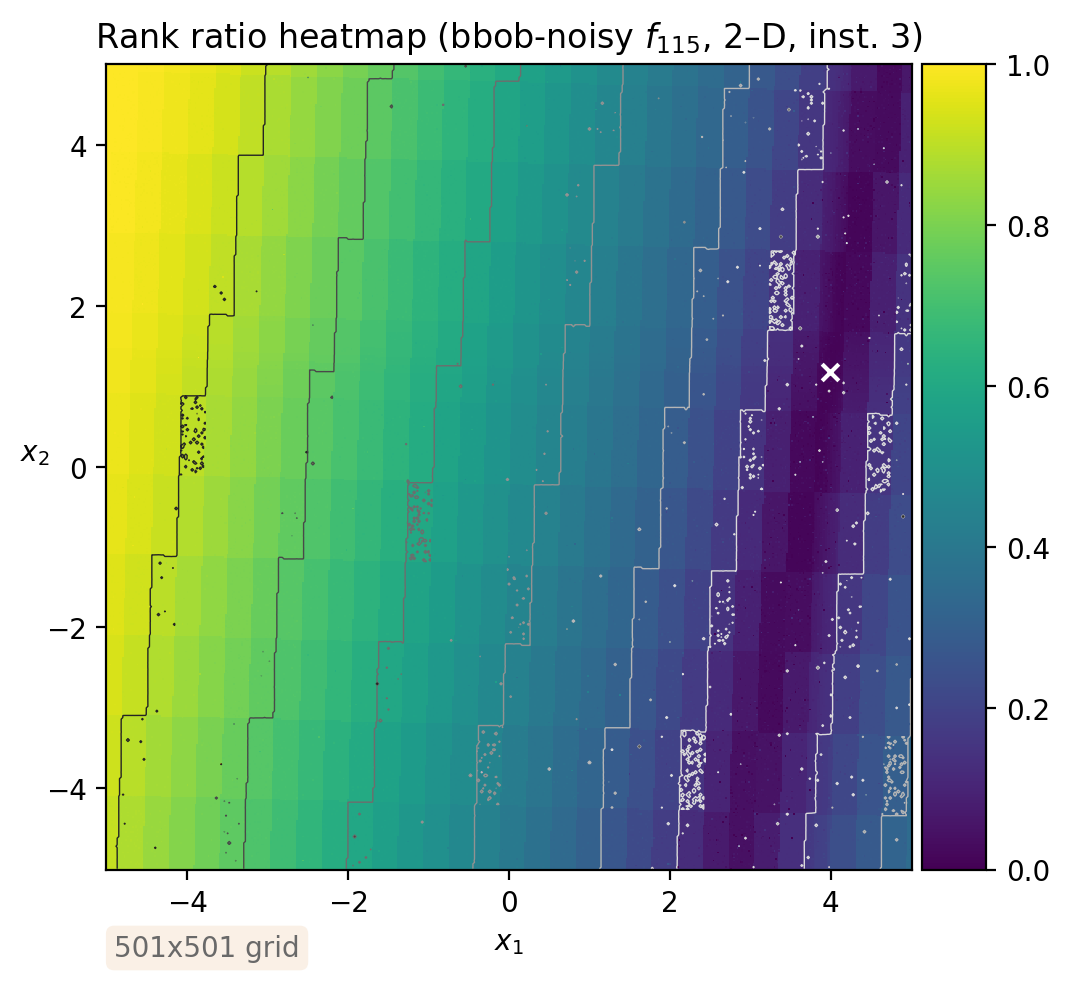 Rank ratio heatmap (bbob-noisy f₁₁₅, 2–D, inst. 3)
1.0
0.8
0.6
0.4
0.2
0.0
4
2
0
−2
−4
x₂
−4 −2 0 2 4
x₁
501x501 grid